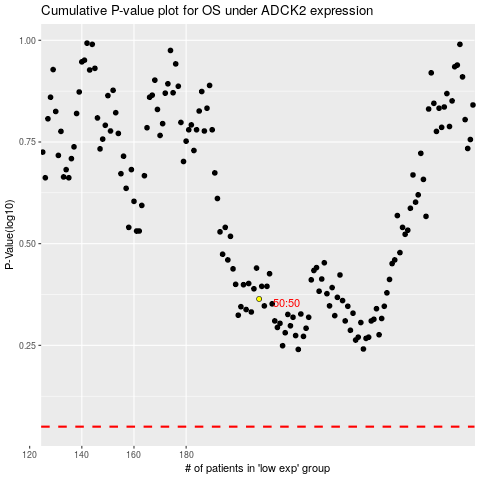 Cumulative P-value plot for OS under ADCK2 expression
P-Value(log10)
1.00
0.75
0.50
0.25
50:50
120 140 160 180
# of patients in 'low exp' group